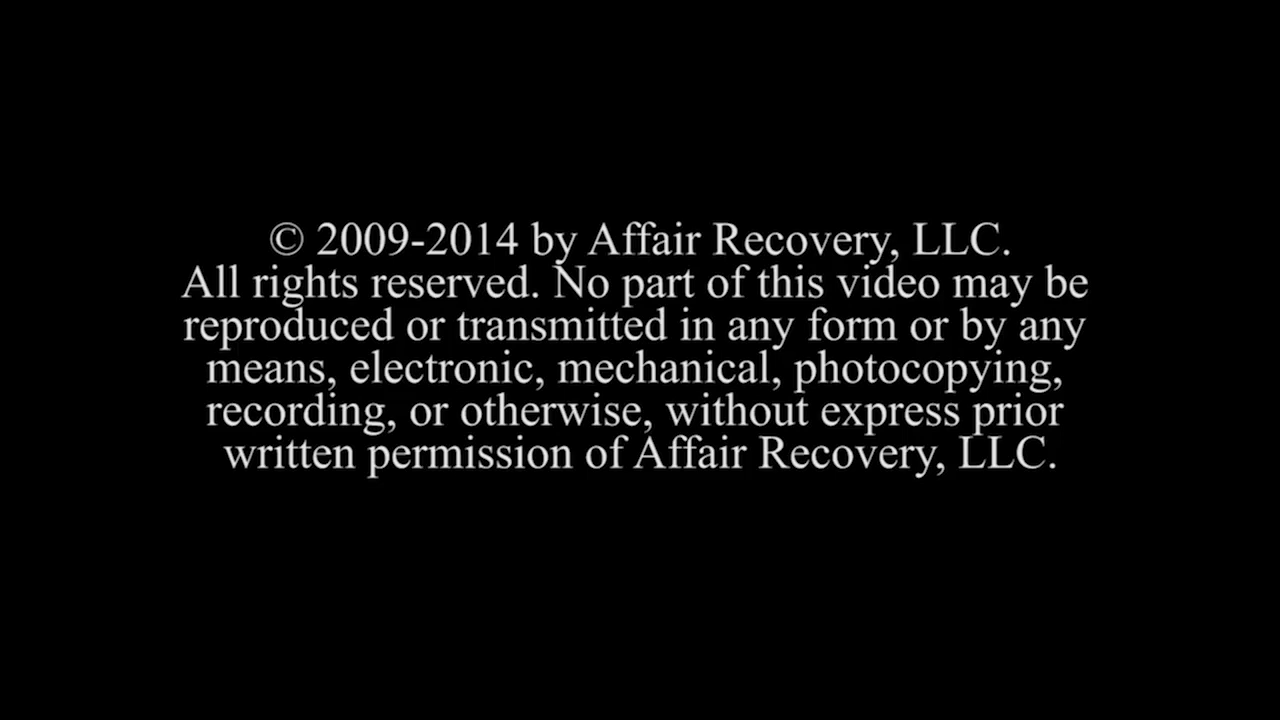 © 2009-2014 by Affair Recovery, LLC.
All rights reserved. No part of this video may be
reproduced or transmitted in any form or by any
means, electronic, mechanical, photocopying,
recording, or otherwise, without express prior
written permission of Affair Recovery, LLC.